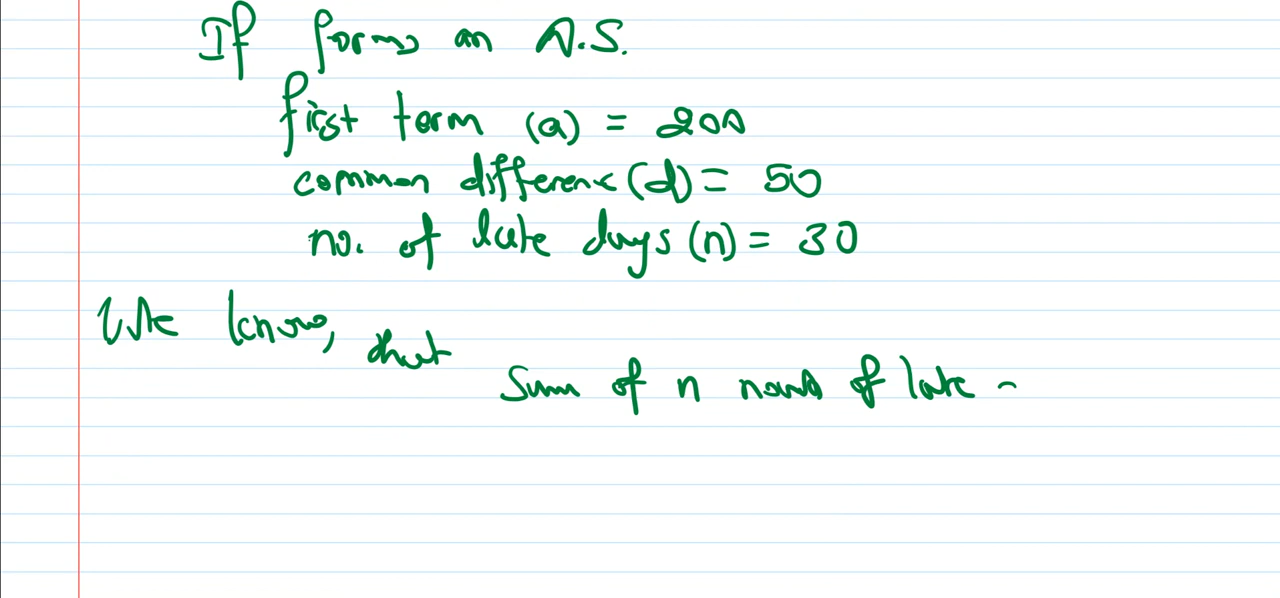 If forms an A.S.
first term (a) = 200
common difference (d) = 50
no. of late days (n) = 30
We know, that
Sum of n of late